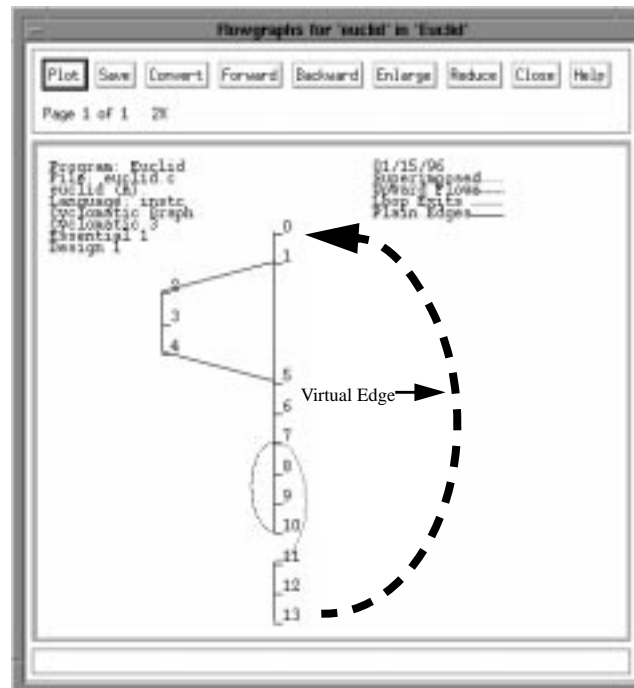 Flowgraphs for 'euclid' in 'Euclid'
Plot Save Convert Forward Backward Enlarge Reduce Close Help
Page 1 of 1 2X
Program: Euclid
File: euclid.c
euclid (A)
Language: instc
Cyclomatic Graph
Cyclomatic 3
Essential 1
Design 1
01/15/96
Superimposed
Upward Flows
Loop Exits
Plain Edges
0
1
2
3
4
5
Virtual Edge
6
7
8
9
10
11
12
13